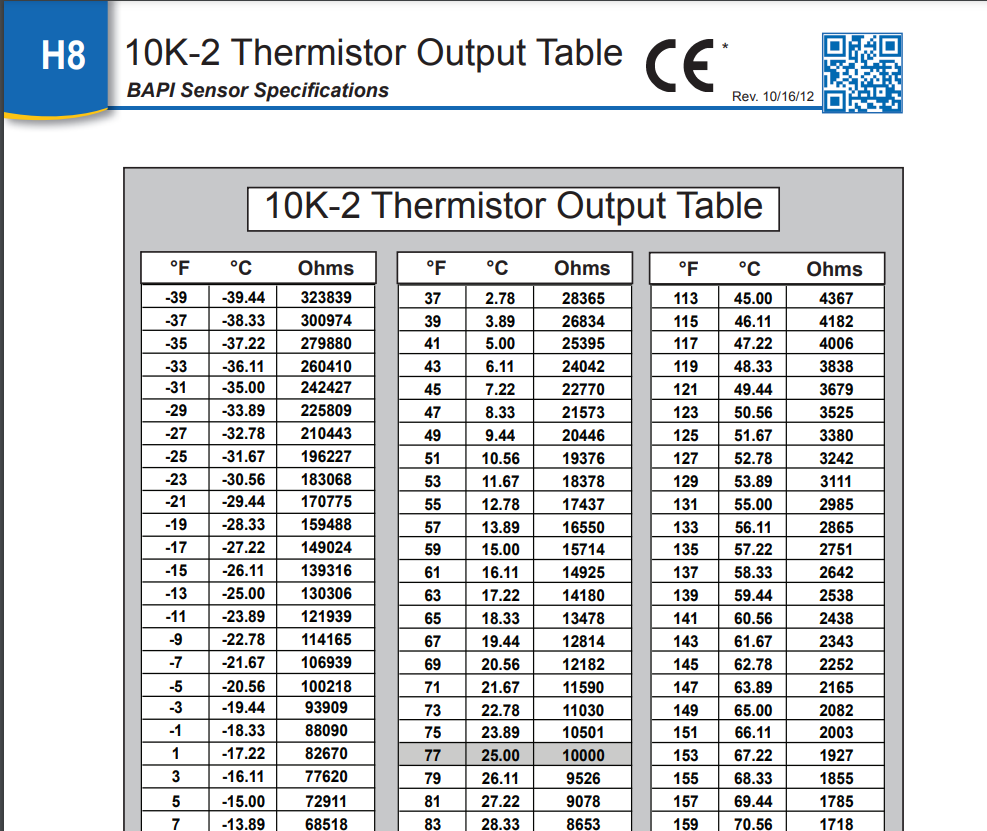 H8
10K-2 Thermistor Output Table
CE *
BAPI Sensor Specifications
Rev. 10/16/12
10K-2 Thermistor Output Table
°F °C Ohms °F °C Ohms °F °C Ohms
-39 -39.44 323839 37 2.78 28365 113 45.00 4367
-37 -38.33 300974 39 3.89 26834 115 46.11 4182
-35 -37.22 279880 41 5.00 25395 117 47.22 4006
-33 -36.11 260410 43 6.11 24042 119 48.33 3838
-31 -35.00 242427 45 7.22 22770 121 49.44 3679
-29 -33.89 225809 47 8.33 21573 123 50.56 3525
-27 -32.78 210443 49 9.44 20446 125 51.67 3380
-25 -31.67 196227 51 10.56 19376 127 52.78 3242
-23 -30.56 183068 53 11.67 18378 129 53.89 3111
-21 -29.44 170775 55 12.78 17437 131 55.00 2985
-19 -28.33 159488 57 13.89 16550 133 56.11 2865
-17 -27.22 149024 59 15.00 15714 135 57.22 2751
-15 -26.11 139316 61 16.11 14925 137 58.33 2642
-13 -25.00 130306 63 17.22 14180 139 59.44 2538
-11 -23.89 121939 65 18.33 13478 141 60.56 2438
-9 -22.78 114165 67 19.44 12814 143 61.67 2343
-7 -21.67 106939 69 20.56 12182 145 62.78 2252
-5 -20.56 100218 71 21.67 11590 147 63.89 2165
-3 -19.44 93909 73 22.78 11030 149 65.00 2082
-1 -18.33 88090 75 23.89 10501 151 66.11 2003
1 -17.22 82670 77 25.00 10000 153 67.22 1927
3 -16.11 77620 79 26.11 9526 155 68.33 1855
5 -15.00 72911 81 27.22 9078 157 69.44 1785
7 -13.89 68518 83 28.33 8653 159 70.56 1718